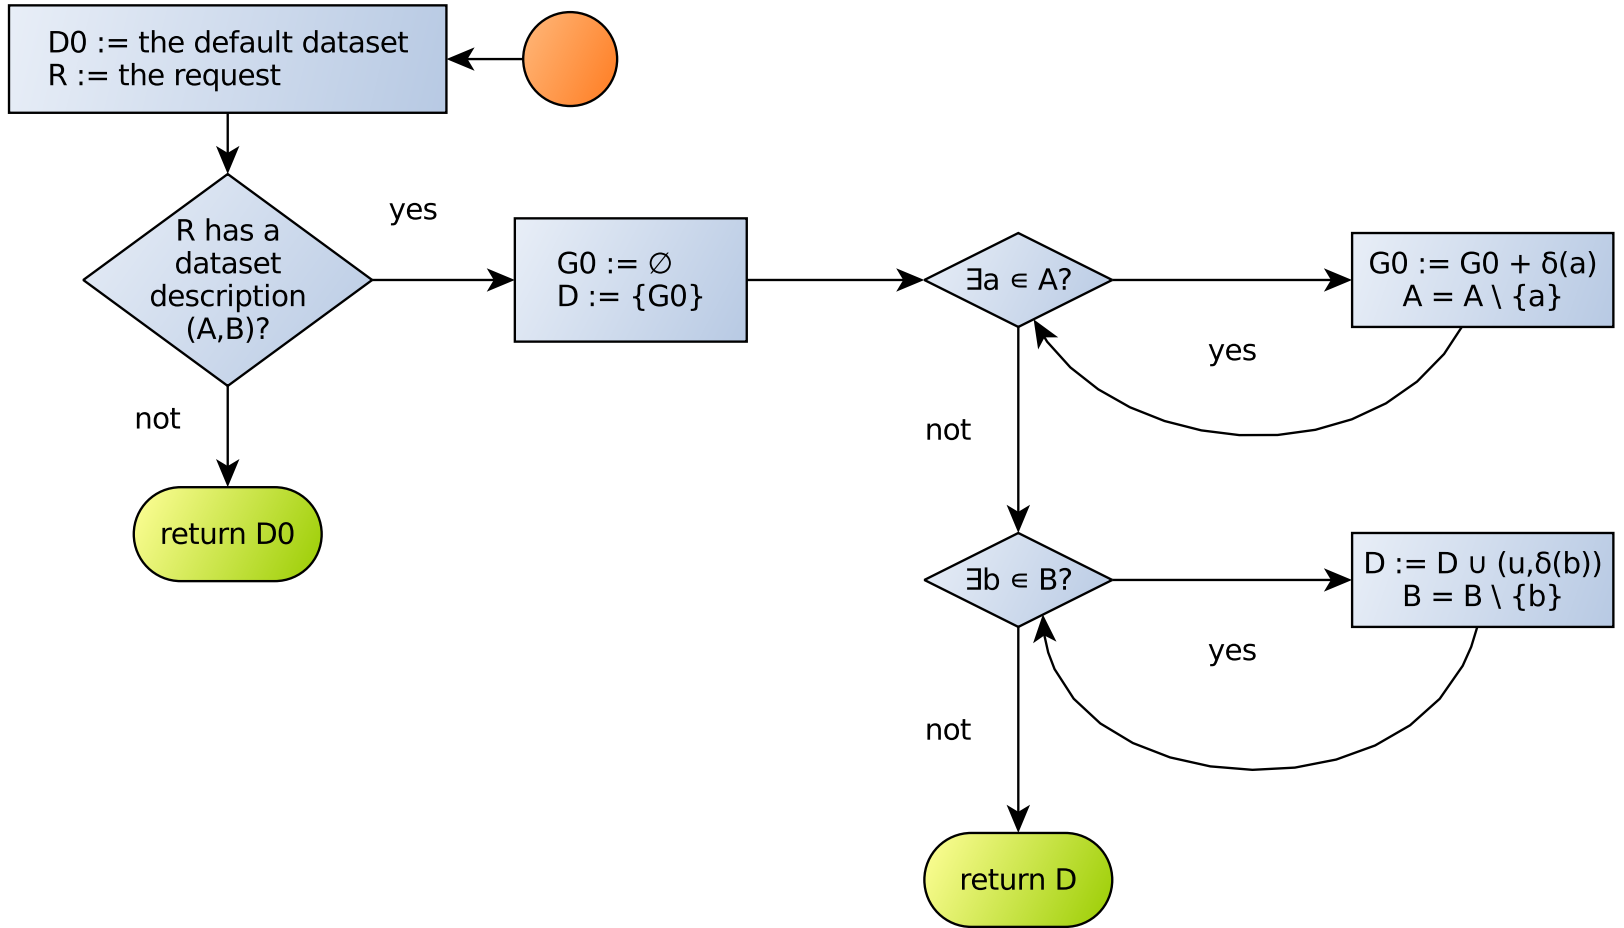 D0 := the default dataset
R := the request
R has a
dataset
description
(A,B)?
yes
not
return D0
G0 := ∅
D := {G0}
∃a ∊ A?
G0 := G0 + δ(a)
A = A \ {a}
yes
not
∃b ∊ B?
D := D ∪ (u,δ(b))
B = B \ {b}
yes
not
return D